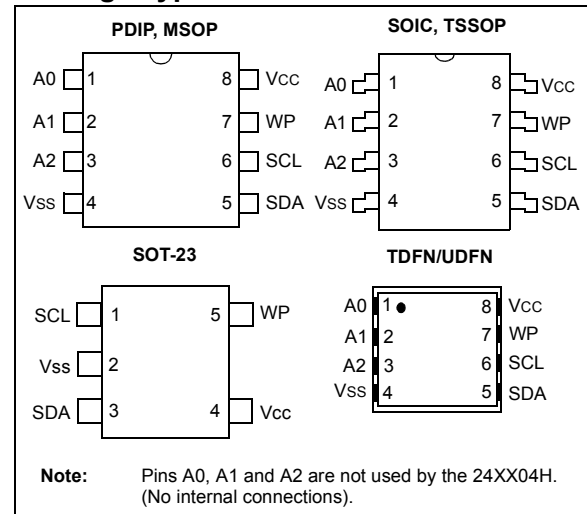 PDIP, MSOP
A0 1 8 VCC
A1 2 7 WP
A2 3 6 SCL
VSS 4 5 SDA
SOIC, TSSOP
A0 1 8 VCC
A1 2 7 WP
A2 3 6 SCL
VSS 4 5 SDA
SOT-23
SCL 1 5 WP
Vss 2
SDA 3 4 Vcc
TDFN/UDFN
A0 1 8 VCC
A1 2 7 WP
A2 3 6 SCL
VSS 4 5 SDA
Note: Pins A0, A1 and A2 are not used by the 24XX04H.
(No internal connections).